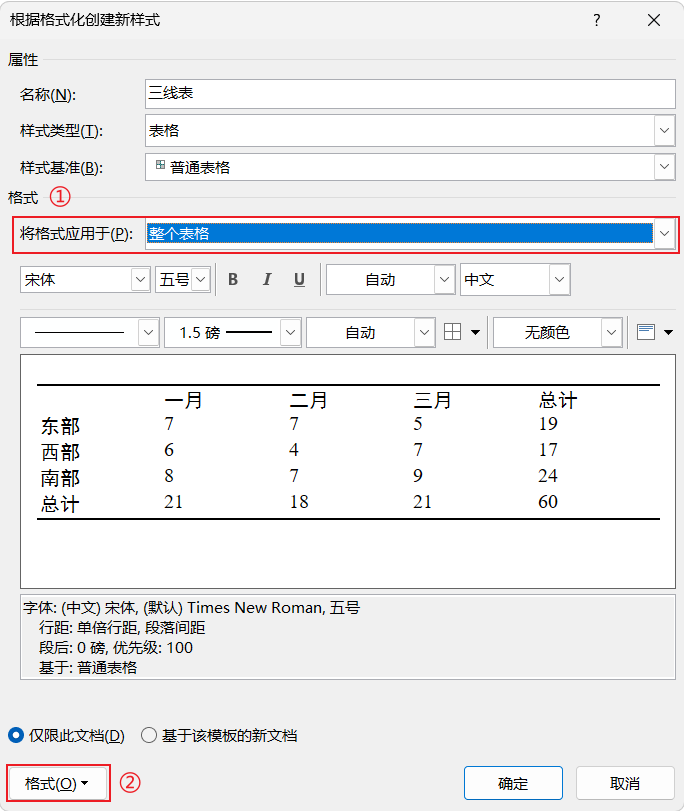 根据格式化创建新样式 ?
属性
名称(N): 三线表
样式类型(T): 表格
样式基准(B): 普通表格
格式 ①
将格式应用于(P): 整个表格
宋体 五号 B I U 自动 中文
1.5 磅 自动 无颜色
一月 二月 三月 总计
东部 7 7 5 19
西部 6 4 7 17
南部 8 7 9 24
总计 21 18 21 60
字体: (中文) 宋体, (默认) Times New Roman, 五号
行距: 单倍行距, 段落间距
段后: 0 磅, 优先级: 100
基于: 普通表格
仅限此文档(D) 基于该模板的新文档
格式(O) ② 确定 取消